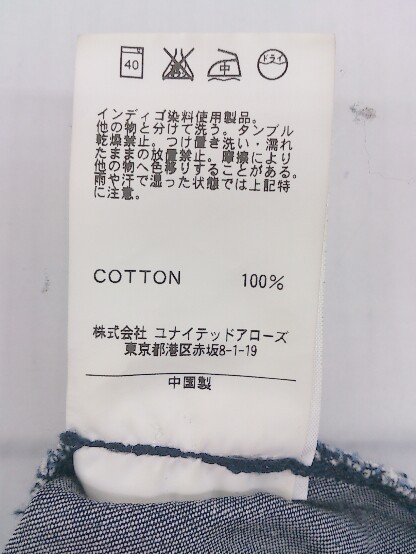 40 中 ドライ
インディゴ染料使用製品。
他の物と分けて洗う。タンブル
乾燥禁止。つけ置き洗い・濡れ
たままの放置禁止。摩擦により
他の物へ色移りすることがある。
雨や汗で湿った状態では上記特
に注意。
COTTON 100%
株式会社 ユナイテッドアローズ
東京都港区赤坂8-1-19
中国製